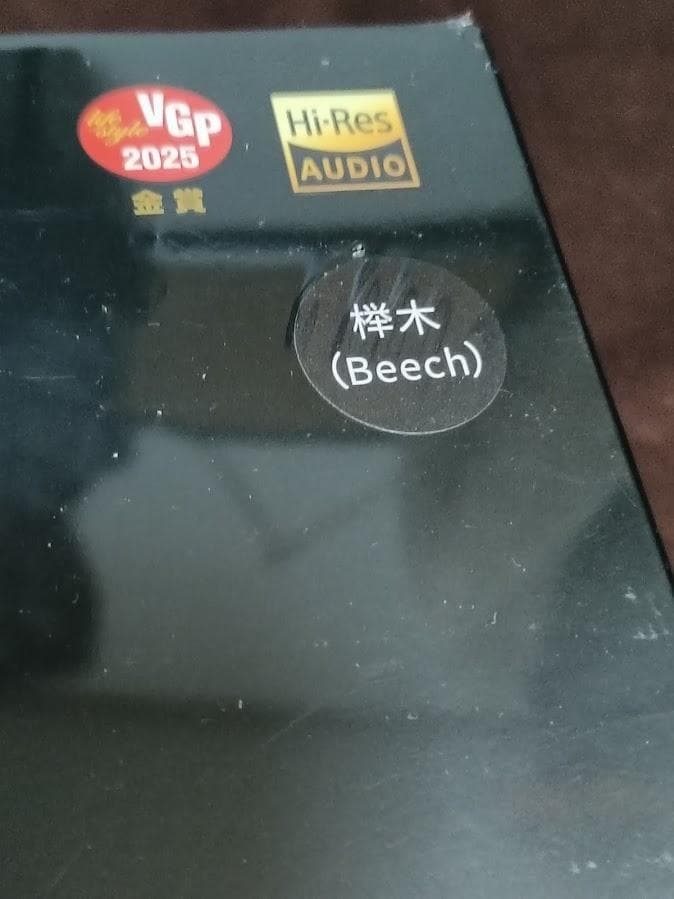 life
style
VGP
2025
金賞
Hi-Res
AUDIO
榉木
(Beech)